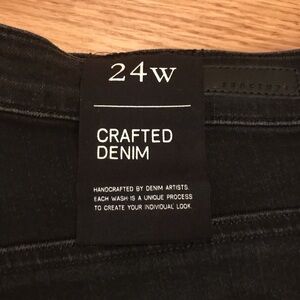 24w
CRAFTED
DENIM
HANDCRAFTED BY DENIM ARTISTS.
EACH WASH IS A UNIQUE PROCESS
TO CREATE YOUR INDIVIDUAL LOOK.